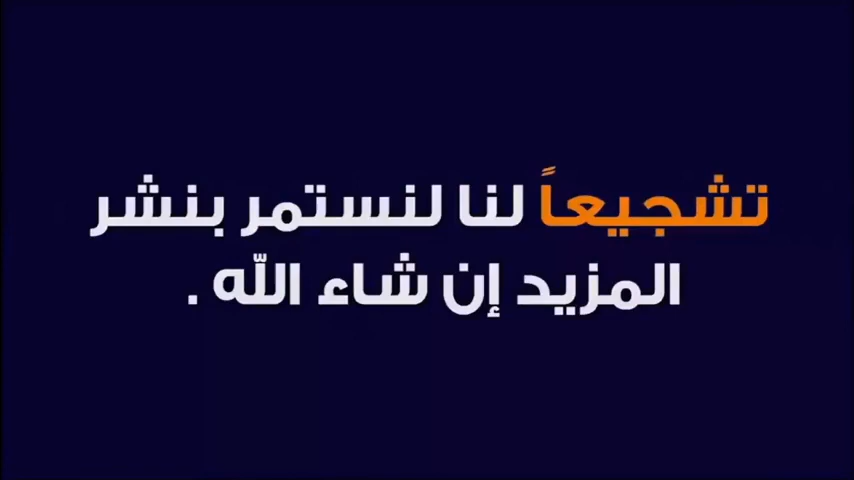 تشجيعاً لنا لنستمر بنشر
المزيد إن شاء الله .